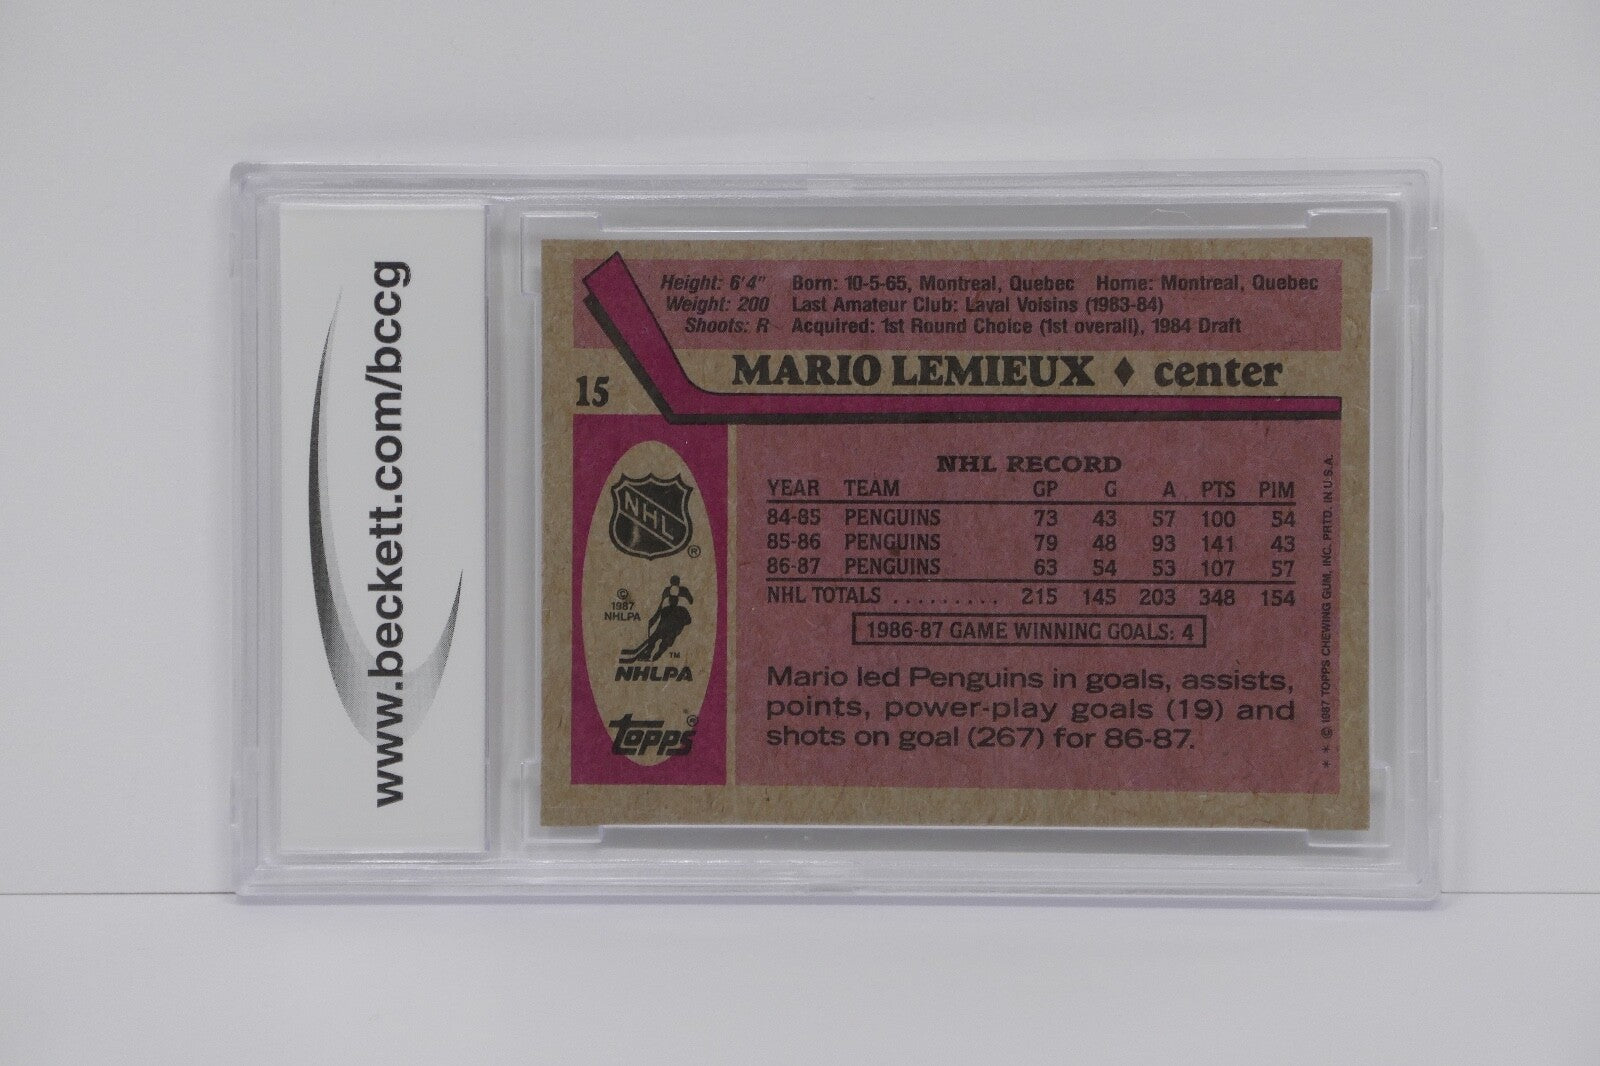 www.beckett.com/bccg
Height: 6'4" Born: 10-5-65, Montreal, Quebec Home: Montreal, Quebec
Weight: 200 Last Amateur Club: Laval Voisins (1983-84)
Shoots: R Acquired: 1st Round Choice (1st overall), 1984 Draft
MARIO LEMIEUX ♦ center
15
NHL RECORD
YEAR TEAM GP G A PTS PIM
84-85 PENGUINS 73 43 57 100 54
85-86 PENGUINS 79 48 93 141 43
86-87 PENGUINS 63 54 53 107 57
NHL TOTALS ......... 215 145 203 348 154
1986-87 GAME WINNING GOALS: 4
Mario led Penguins in goals, assists,
points, power-play goals (19) and
shots on goal (267) for 86-87.
NHL ®
©
1987
NHLPA
™
NHLPA
topps ®
* * © 1987 TOPPS CHEWING GUM, INC. PRTD. IN U.S.A.